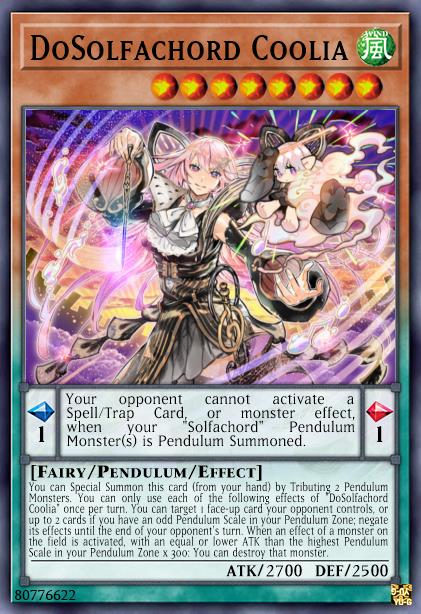 DoSolfachord Coolia
WIND
風
Your opponent cannot activate a
Spell/Trap Card, or monster effect,
when your "Solfachord" Pendulum
Monster(s) is Pendulum Summoned.
1
1
[Fairy/Pendulum/Effect]
You can Special Summon this card (from your hand) by Tributing 2 Pendulum
Monsters. You can only use each of the following effects of "DoSolfachord
Coolia" once per turn. You can target 1 face-up card your opponent controls, or
up to 2 cards if you have an odd Pendulum Scale in your Pendulum Zone; negate
its effects until the end of your opponent's turn. When an effect of a monster on
the field is activated, with an equal or lower ATK than the highest Pendulum
Scale in your Pendulum Zone x 300: You can destroy that monster.
ATK/2700 DEF/2500
80776622